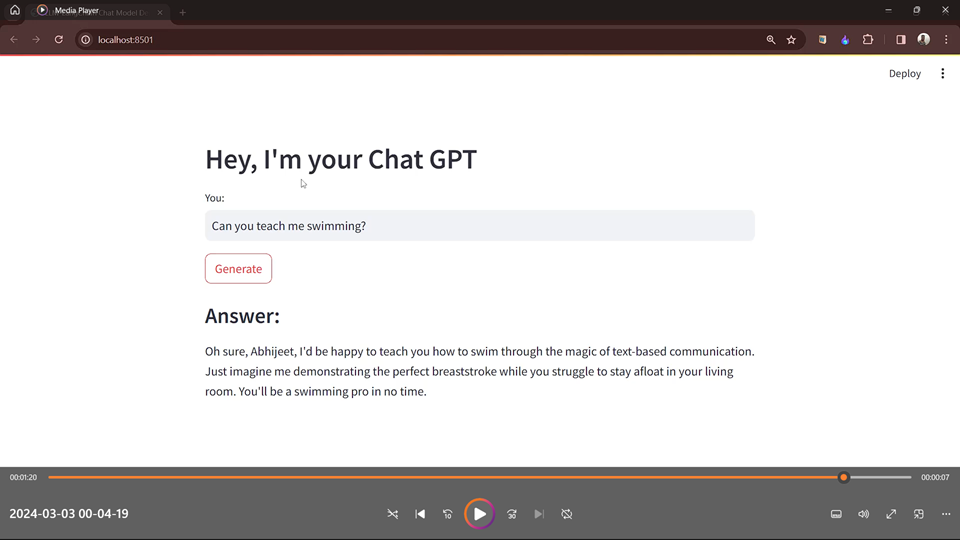 Media Player
Chat Model De
localhost:8501
Deploy
Hey, I'm your Chat GPT
You:
Can you teach me swimming?
Generate
Answer:
Oh sure, Abhijeet, I'd be happy to teach you how to swim through the magic of text-based communication.
Just imagine me demonstrating the perfect breaststroke while you struggle to stay afloat in your living
room. You'll be a swimming pro in no time.
00:01:20
00:00:07
2024-03-03 00-04-19
10
30